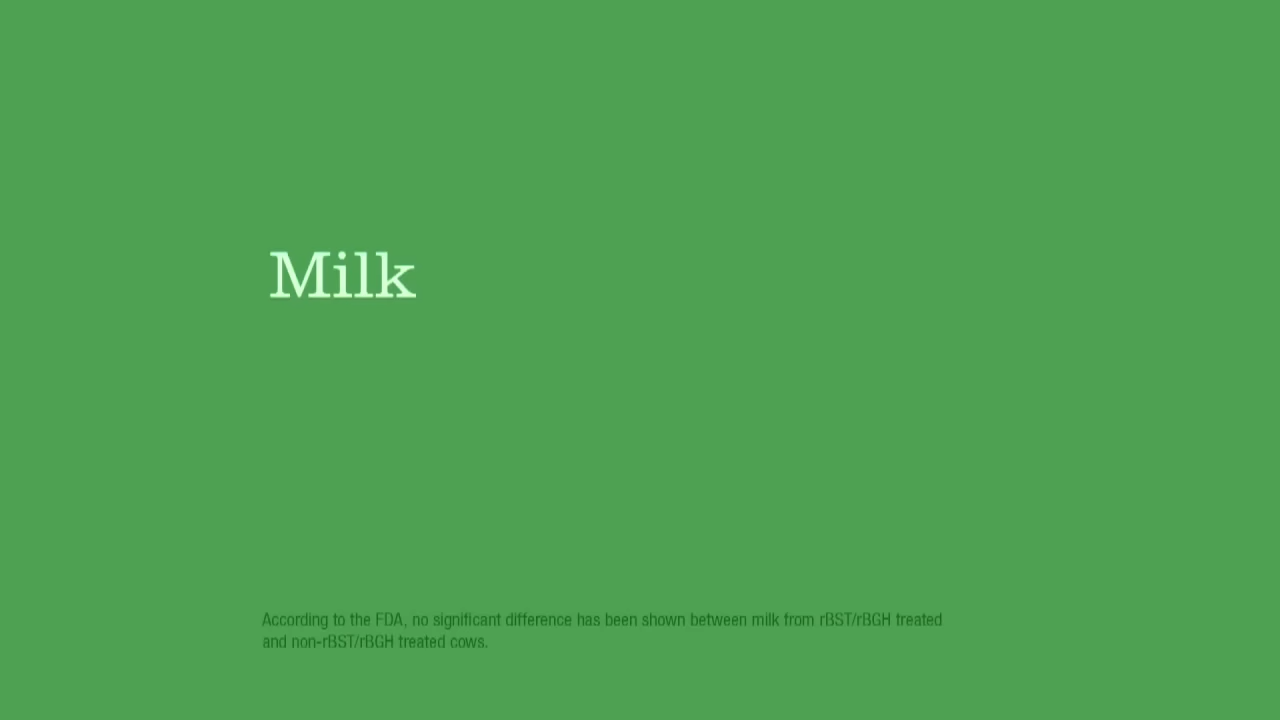 Milk
According to the FDA, no significant difference has been shown between milk from rBST/rBGH treated
and non-rBST/rBGH treated cows.